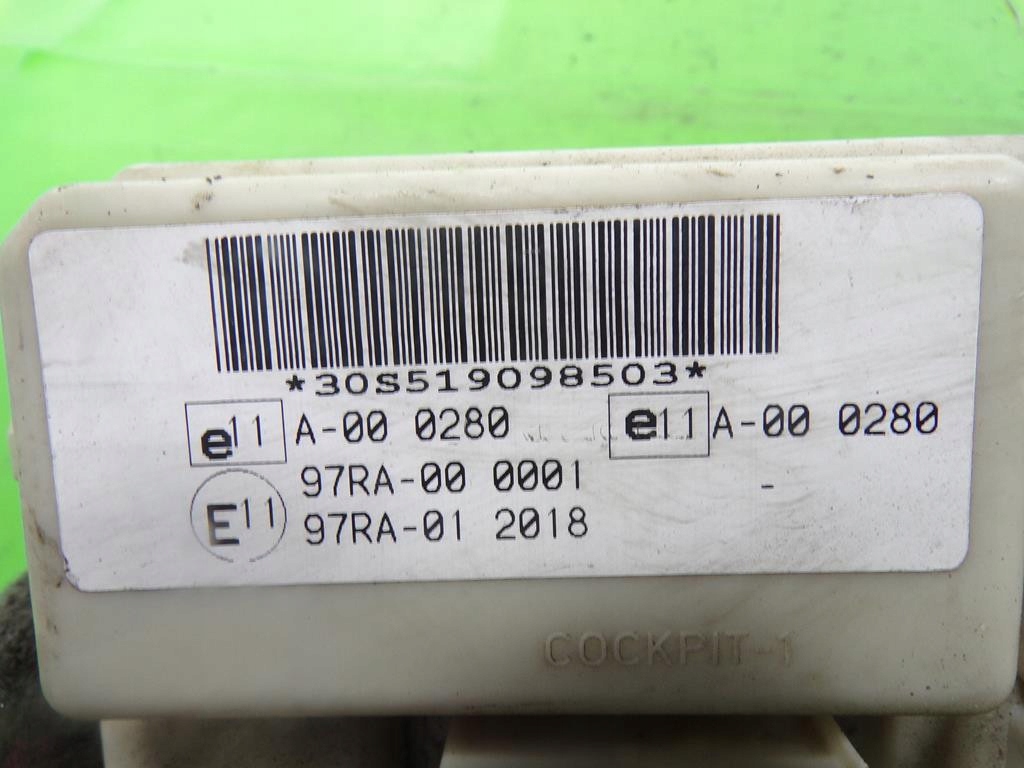 *30S519098503*
e11 A-00 0280 e11 A-00 0280
97RA-00 0001 -
E11 97RA-01 2018
COCKPIT-1